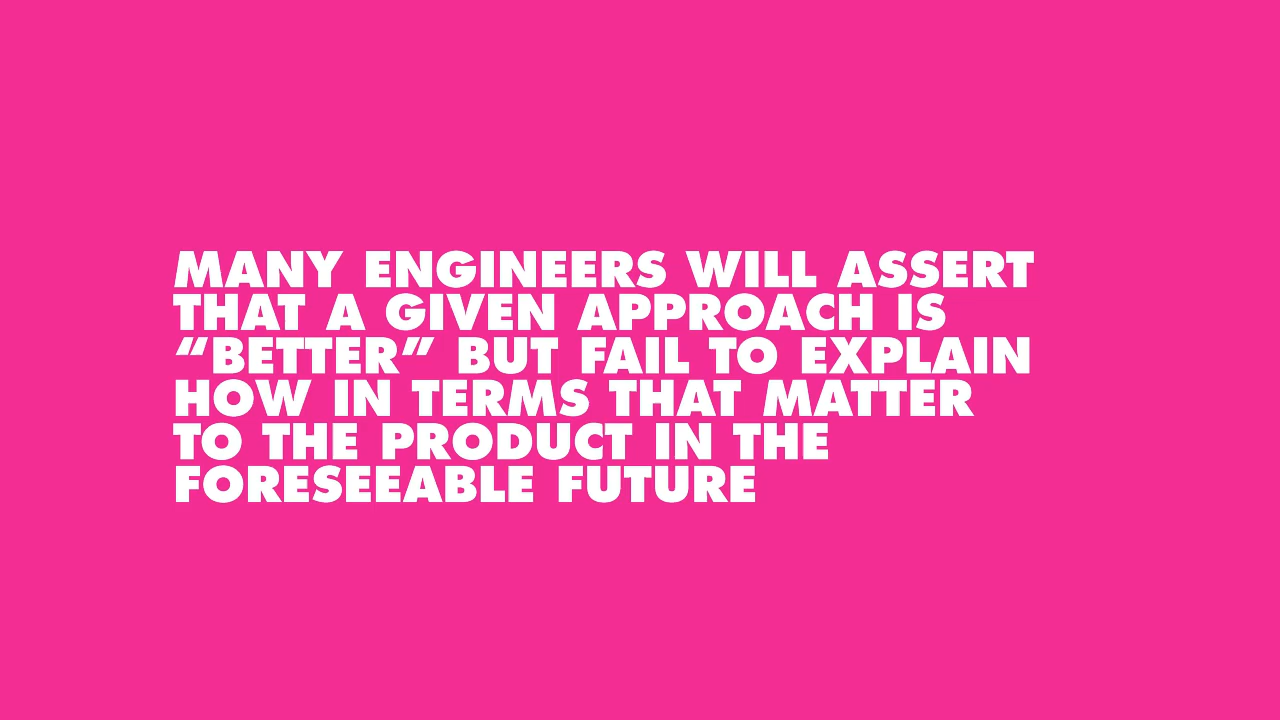 MANY ENGINEERS WILL ASSERT
THAT A GIVEN APPROACH IS
“BETTER” BUT FAIL TO EXPLAIN
HOW IN TERMS THAT MATTER
TO THE PRODUCT IN THE
FORESEEABLE FUTURE